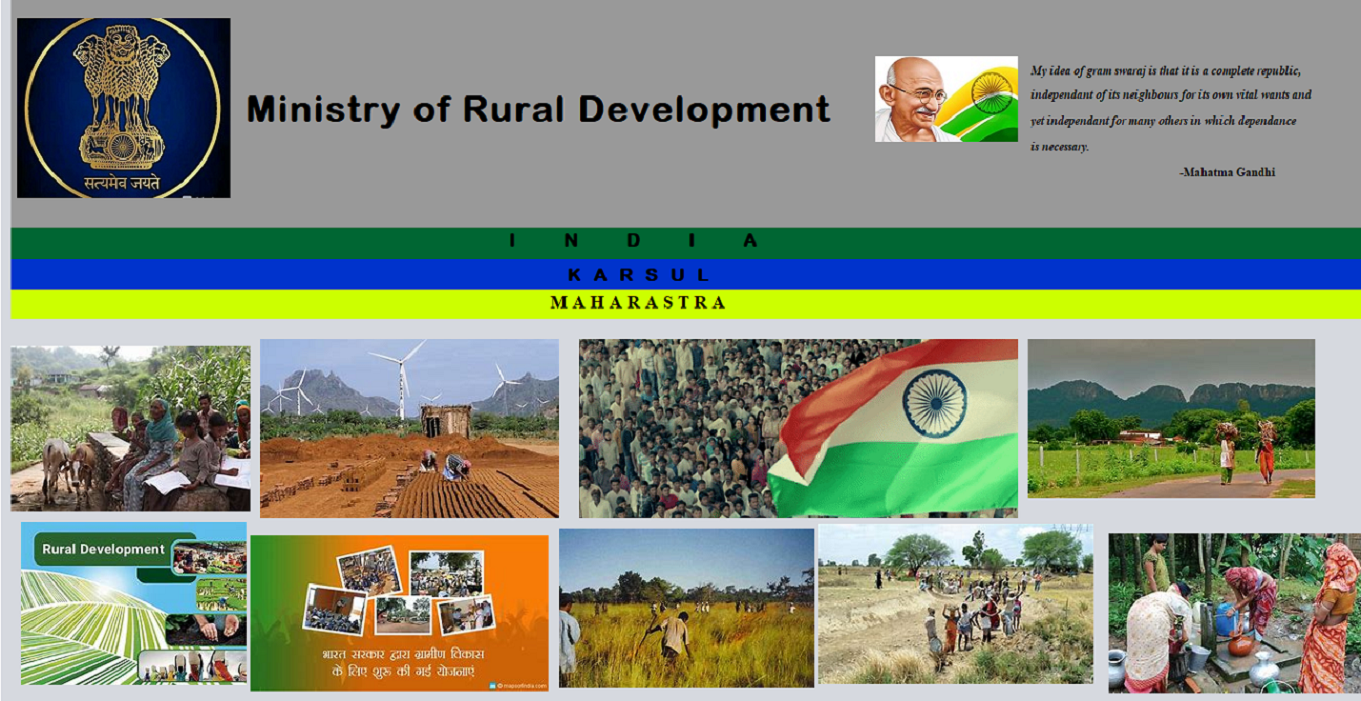 सत्यमेव जयते
Ministry of Rural Development
My idea of gram swaraj is that it is a complete republic,
independant of its neighbours for its own vital wants and
yet independant for many others in which dependance
is necessary.
-Mahatma Gandhi
I N D I A
K A R S U L
M A H A R A S T R A
Rural Development
भारत सरकार द्वारा ग्रामीण विकास
के लिए शुरू की गई योजनाएं
© mapsofindia.com